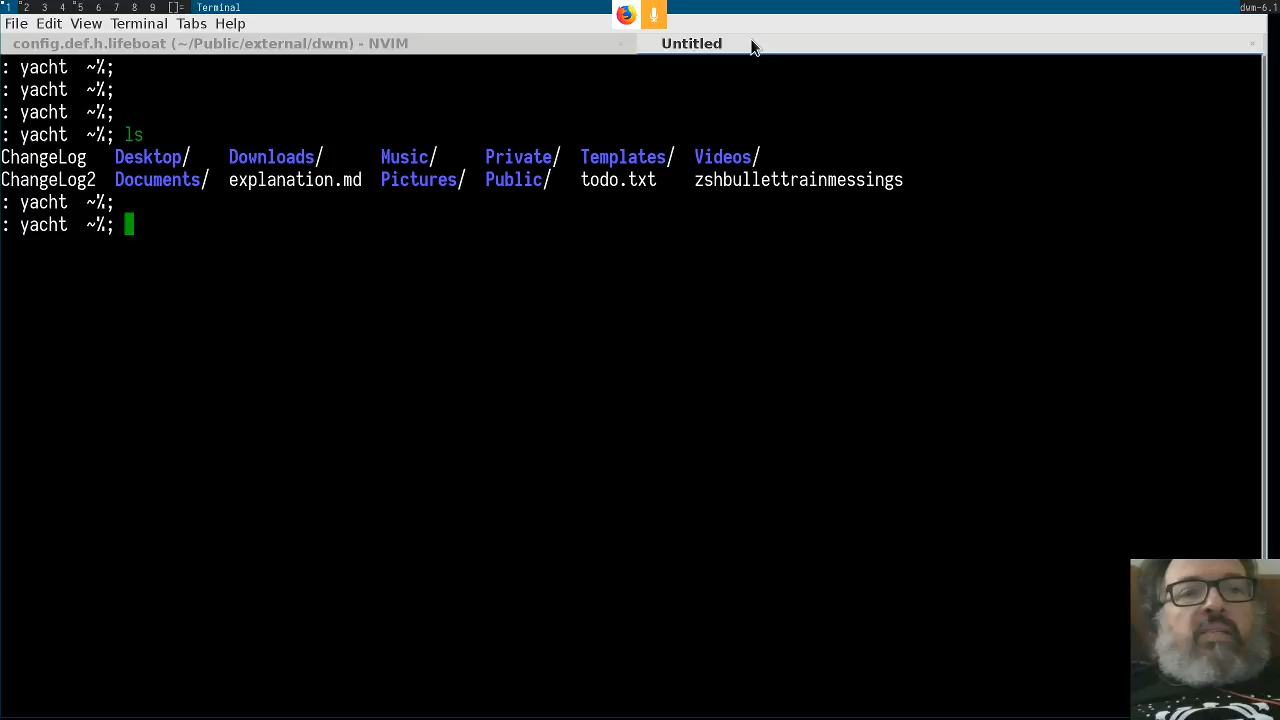 1 2 3 4 5 6 7 8 9 []= Terminal dwm-6.1
File Edit View Terminal Tabs Help
config.def.h.lifeboat (~/Public/external/dwm) - NVIM × Untitled ×
: yacht ~%;
: yacht ~%;
: yacht ~%;
: yacht ~%; ls
ChangeLog Desktop/ Downloads/ Music/ Private/ Templates/ Videos/
ChangeLog2 Documents/ explanation.md Pictures/ Public/ todo.txt zshbullettrainmessings
: yacht ~%;
: yacht ~%;